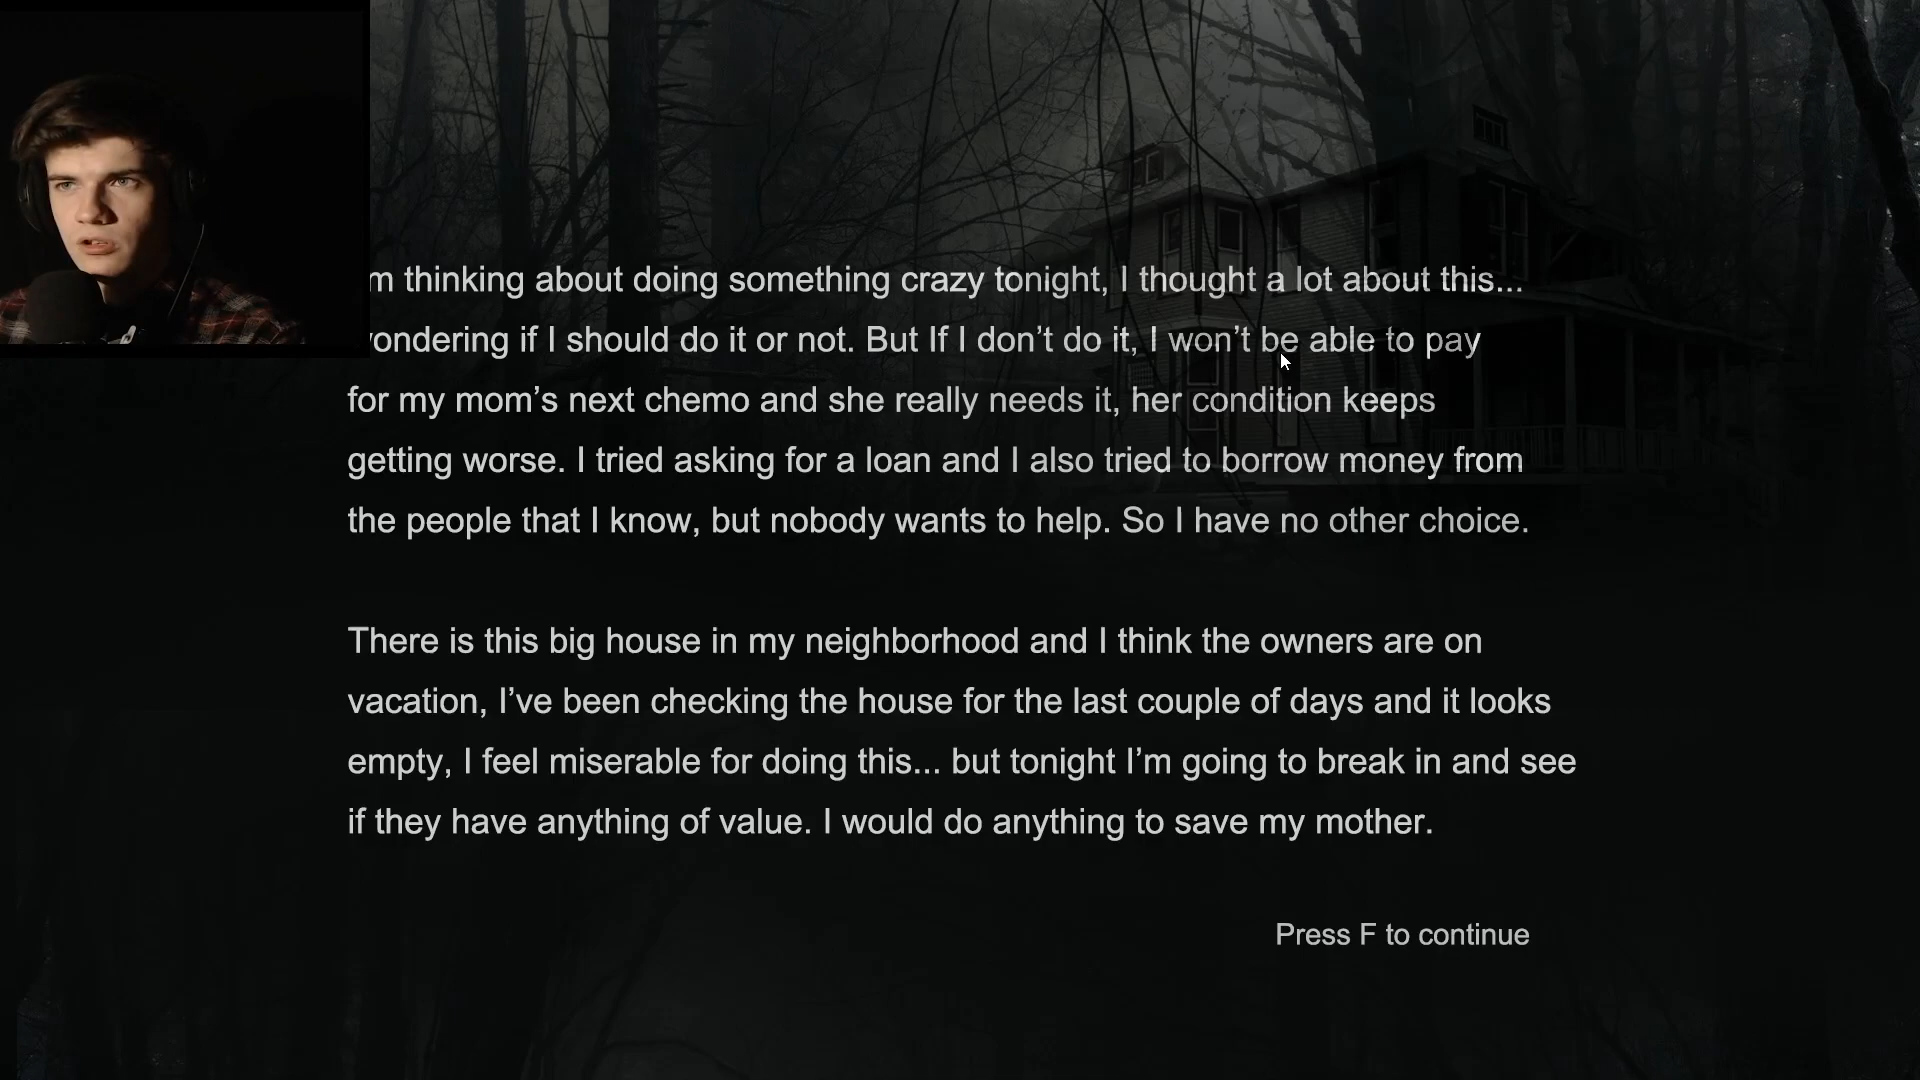 m thinking about doing something crazy tonight, I thought a lot about this...
wondering if I should do it or not. But If I don't do it, I won't be able to pay
for my mom's next chemo and she really needs it, her condition keeps
getting worse. I tried asking for a loan and I also tried to borrow money from
the people that I know, but nobody wants to help. So I have no other choice.
There is this big house in my neighborhood and I think the owners are on
vacation, I've been checking the house for the last couple of days and it looks
empty, I feel miserable for doing this... but tonight I'm going to break in and see
if they have anything of value. I would do anything to save my mother.
Press F to continue